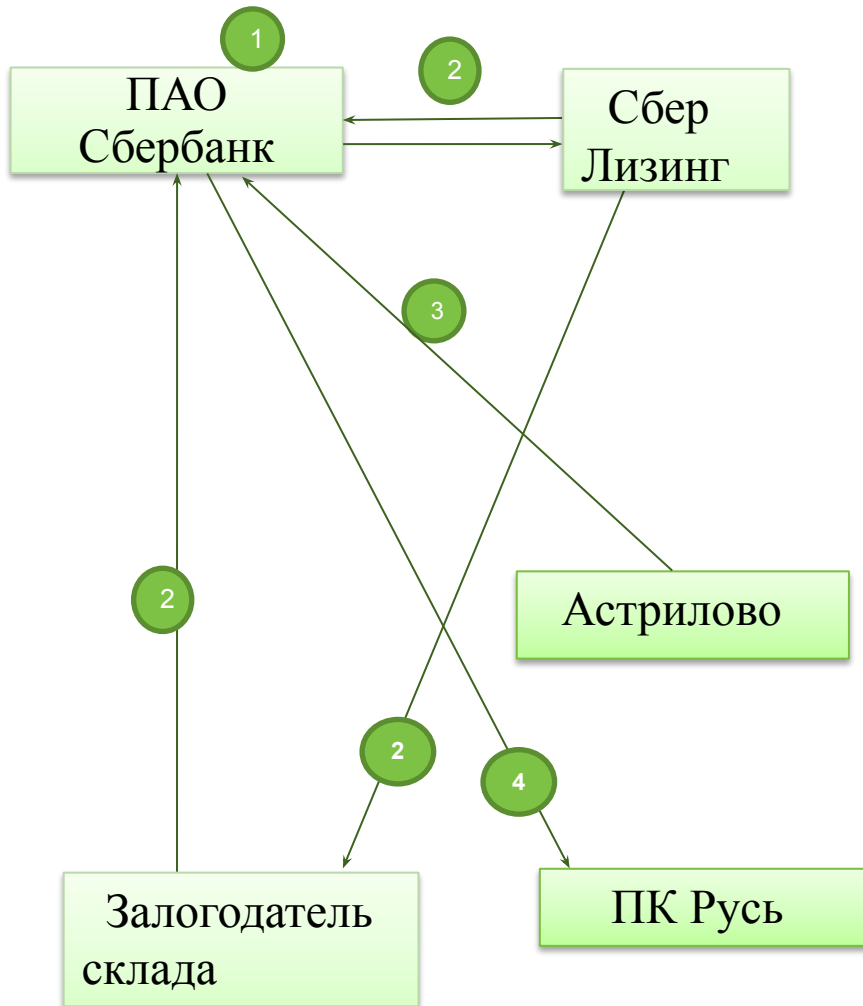 1
ПАО
Сбербанк
2
Сбер
Лизинг
3
Астрилово
2
2
4
Залогодатель
склада
ПК Русь